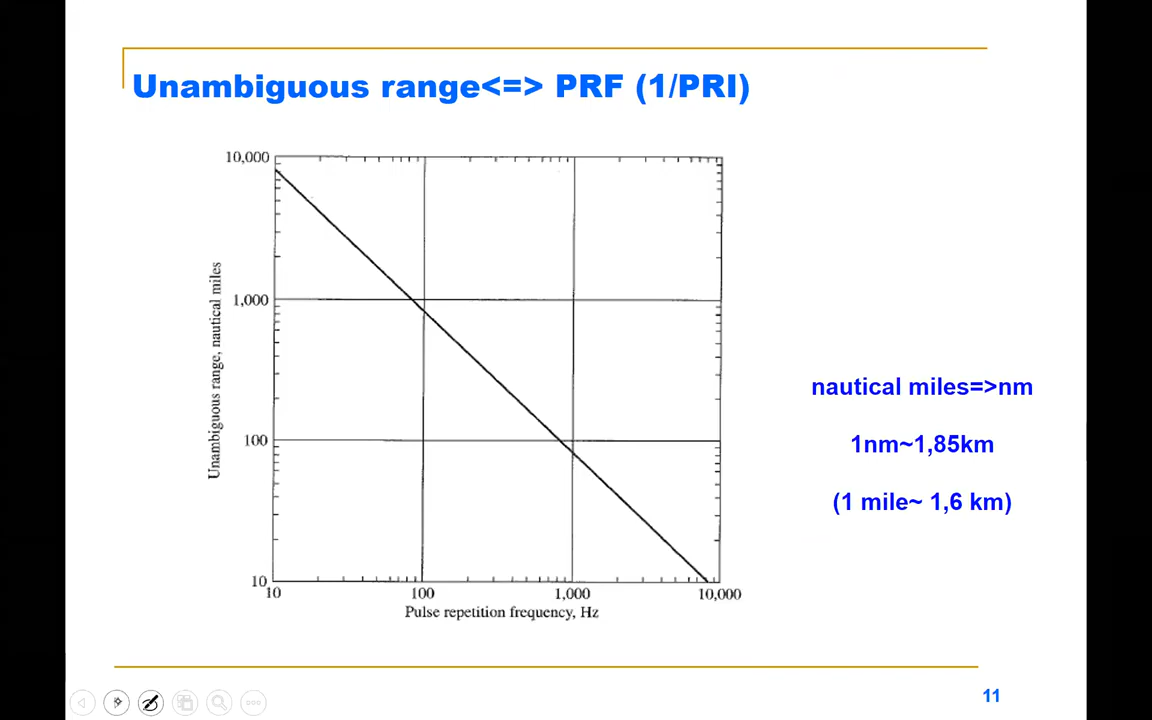 Unambiguous range<=> PRF (1/PRI)
10,000
1,000
100
10
Unambiguous range, nautical miles
10 100 1,000 10,000
Pulse repetition frequency, Hz
nautical miles=>nm
1nm~1,85km
(1 mile~ 1,6 km)
11